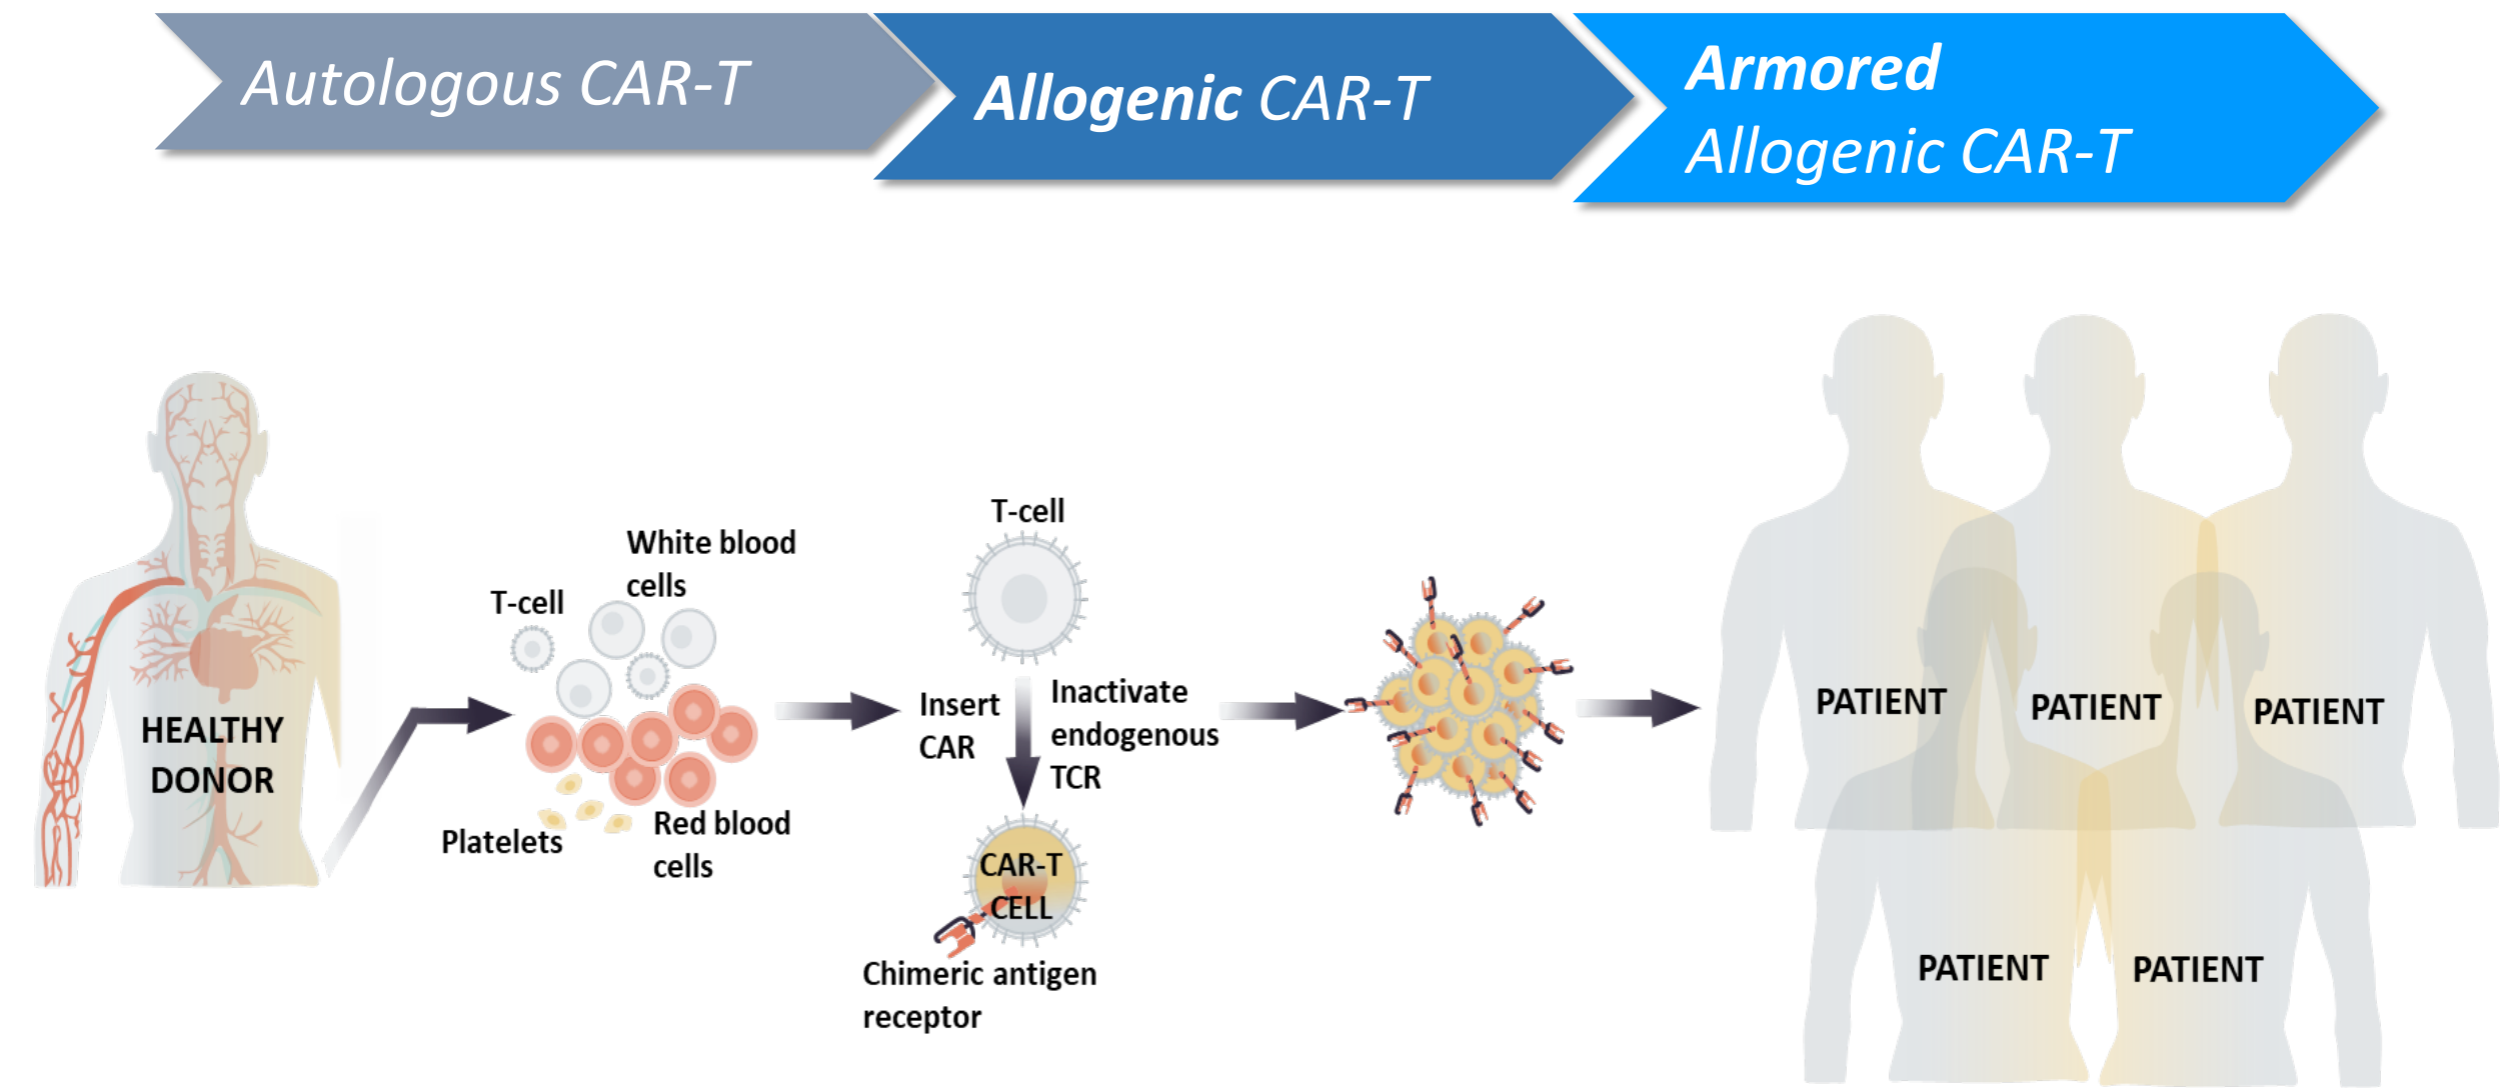 Autologous CAR-T
Allogenic CAR-T
Armored
Allogenic CAR-T
HEALTHY
DONOR
T-cell
White blood
cells
Platelets
Red blood
cells
T-cell
Insert
CAR
Inactivate
endogenous
TCR
CAR-T
CELL
Chimeric antigen
receptor
PATIENT
PATIENT
PATIENT
PATIENT
PATIENT